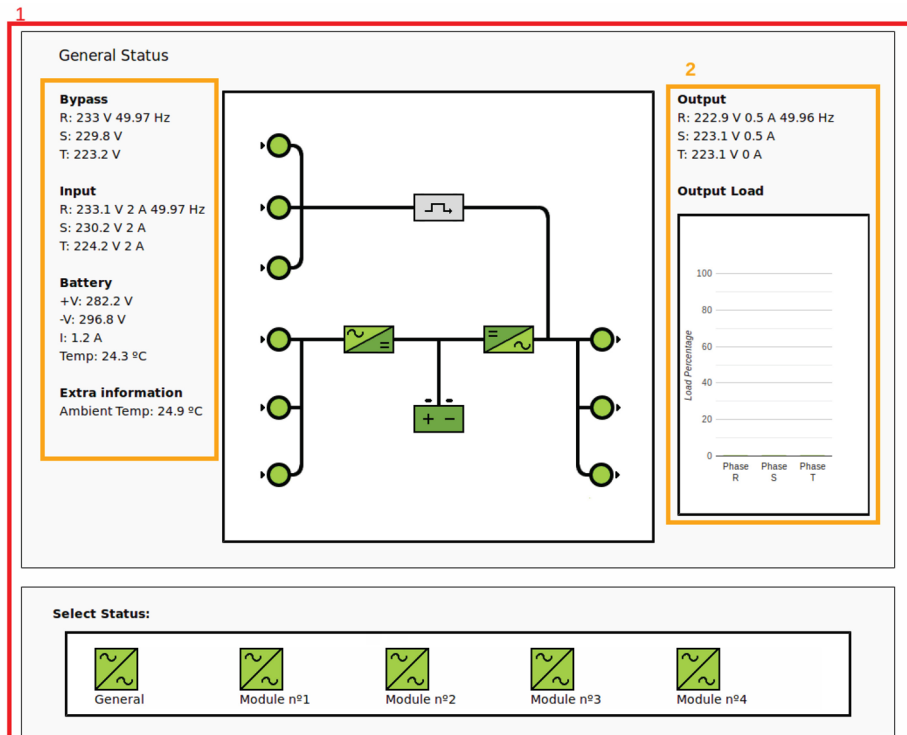 1
General Status
Bypass
R: 233 V 49.97 Hz
S: 229.8 V
T: 223.2 V
Input
R: 233.1 V 2 A 49.97 Hz
S: 230.2 V 2 A
T: 224.2 V 2 A
Battery
+V: 282.2 V
-V: 296.8 V
I: 1.2 A
Temp: 24.3 ºC
Extra information
Ambient Temp: 24.9 ºC
2
Output
R: 222.9 V 0.5 A 49.96 Hz
S: 223.1 V 0.5 A
T: 223.1 V 0 A
Output Load
Load Percentage
100
80
60
40
20
0
Phase R
Phase S
Phase T
Select Status:
General
Module nº1
Module nº2
Module nº3
Module nº4